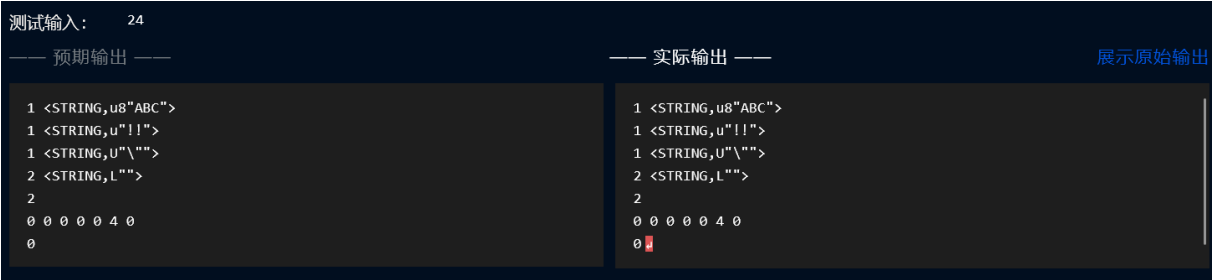 测试输入: 24
—— 预期输出 ——
—— 实际输出 ——
展示原始输出
1 <STRING,u8"ABC">
1 <STRING,u"!!">
1 <STRING,U"\"">
2 <STRING,L"">
2
0 0 0 0 0 4 0
0
1 <STRING,u8"ABC">
1 <STRING,u"!!">
1 <STRING,U"\"">
2 <STRING,L"">
2
0 0 0 0 0 4 0
0↵